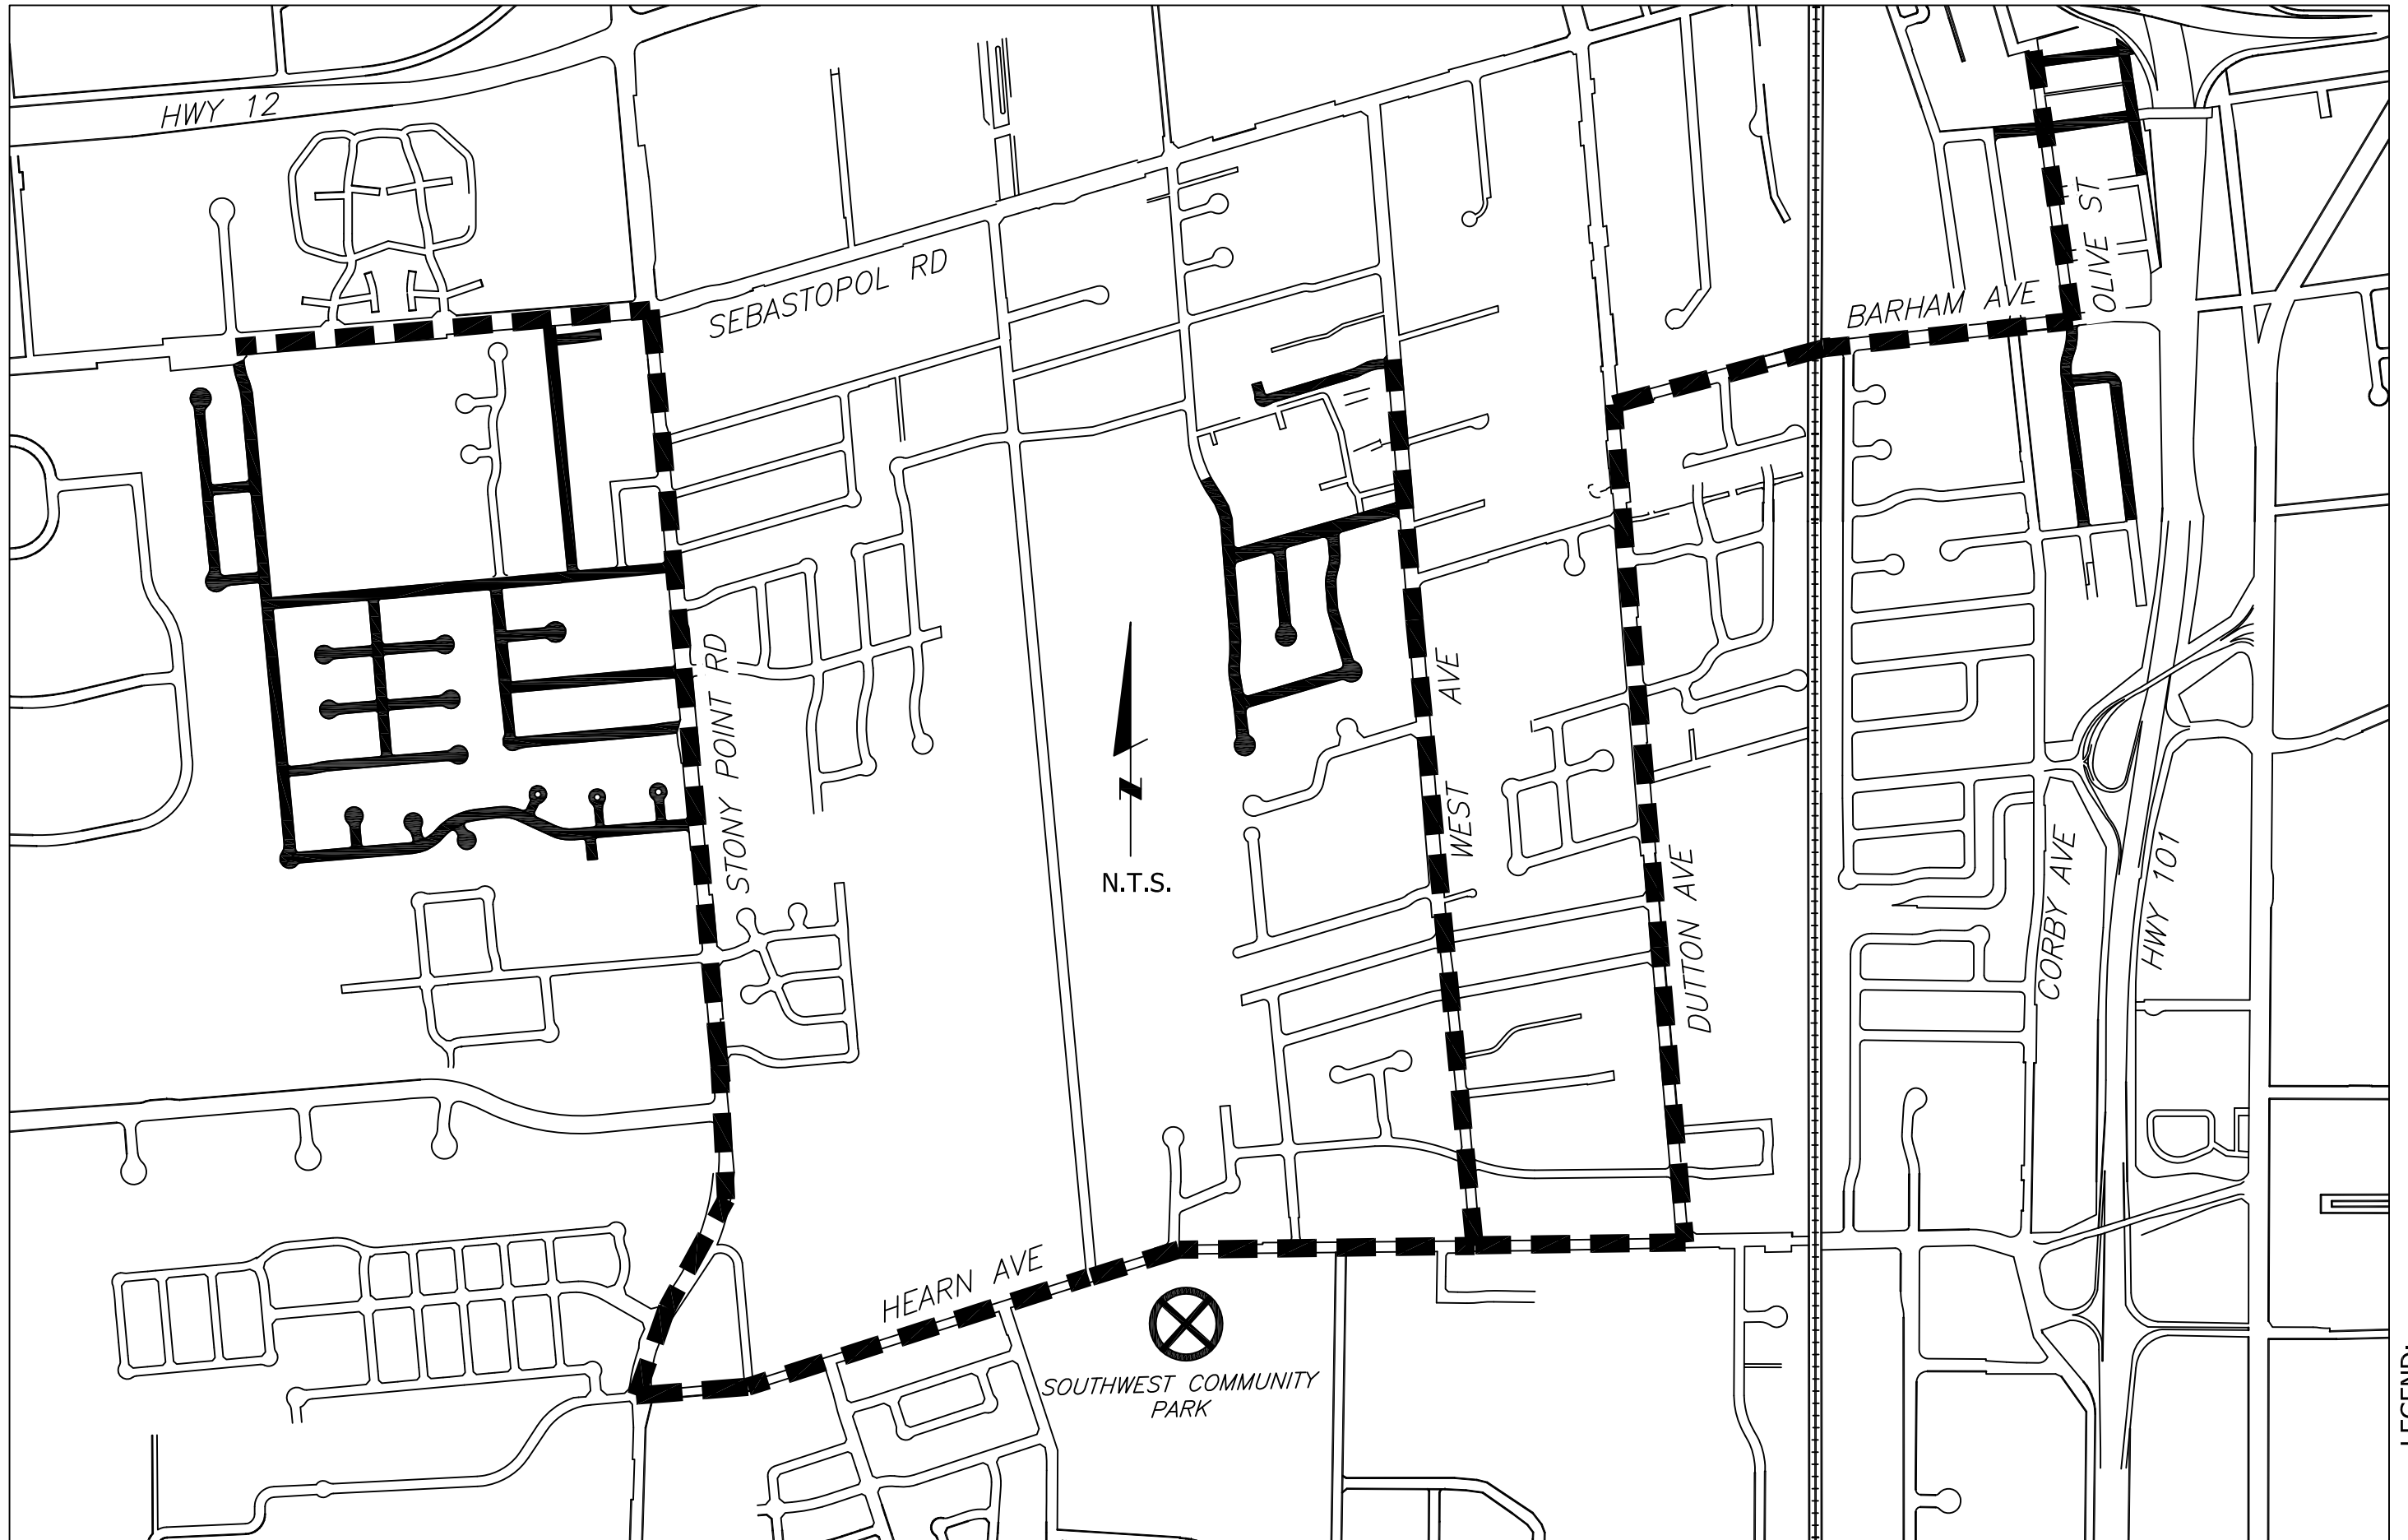 HWY 12
SEBASTOPOL RD
BARHAM AVE
OLIVE ST
STONY POINT RD
WEST AVE
DUTTON AVE
CORBY AVE
HWY 101
N
N.T.S.
HEARN AVE
SOUTHWEST COMMUNITY
PARK
LEGEND: